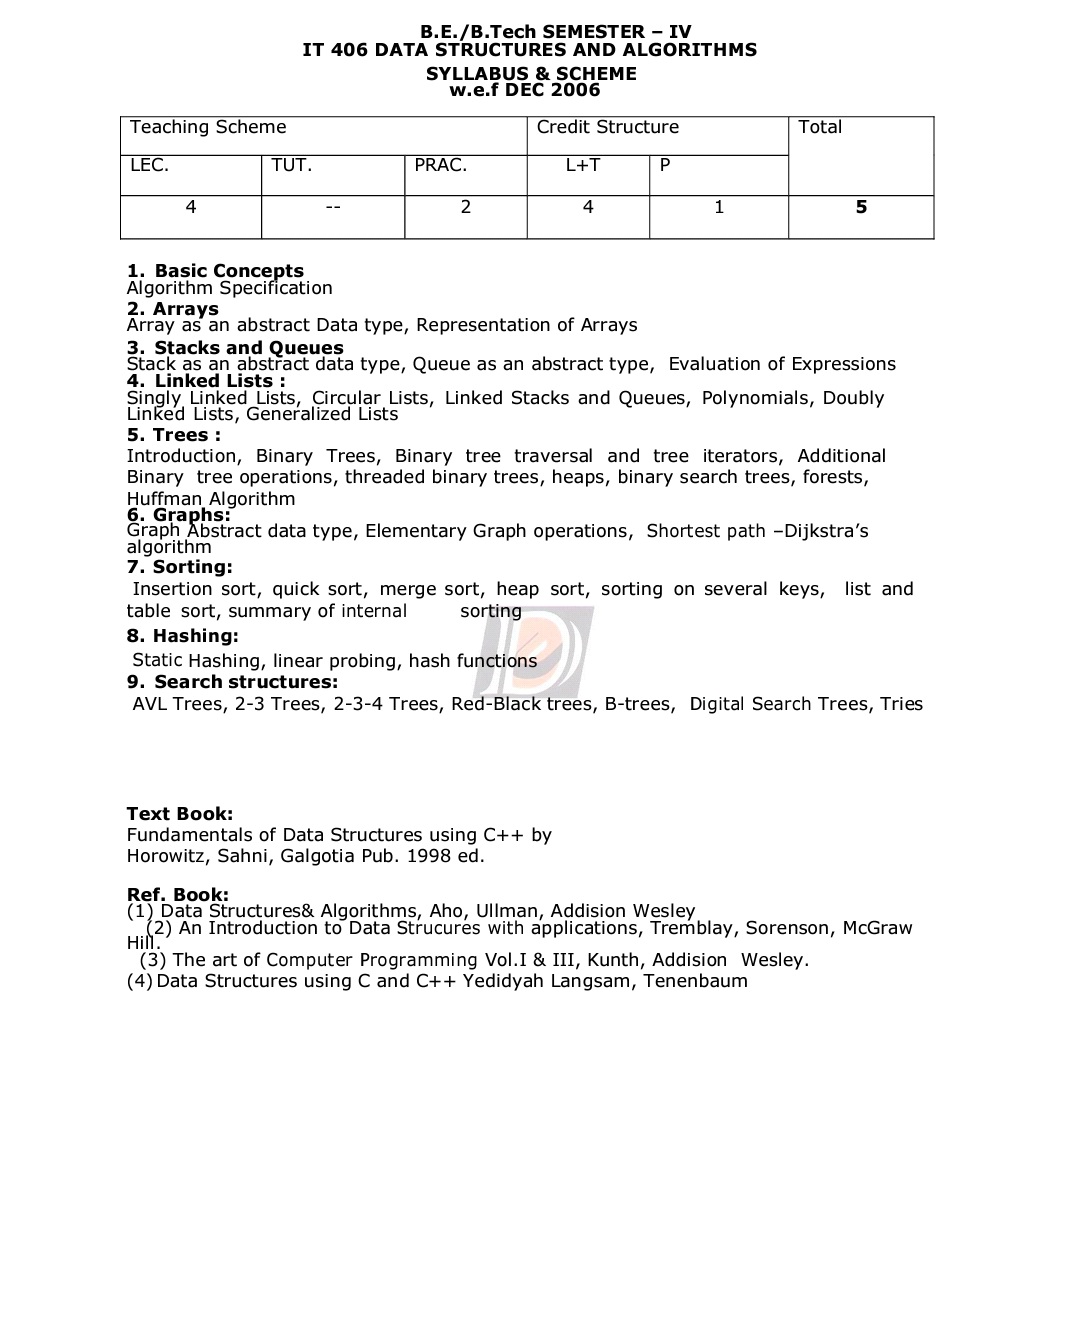 B.E./B.Tech SEMESTER – IV
IT 406 DATA STRUCTURES AND ALGORITHMS
SYLLABUS & SCHEME
w.e.f DEC 2006
Teaching Scheme Credit Structure Total
LEC. TUT. PRAC. L+T P
4 -- 2 4 1 5
1. Basic Concepts
Algorithm Specification
2. Arrays
Array as an abstract Data type, Representation of Arrays
3. Stacks and Queues
Stack as an abstract data type, Queue as an abstract type, Evaluation of Expressions
4. Linked Lists :
Singly Linked Lists, Circular Lists, Linked Stacks and Queues, Polynomials, Doubly
Linked Lists, Generalized Lists
5. Trees :
Introduction, Binary Trees, Binary tree traversal and tree iterators, Additional
Binary tree operations, threaded binary trees, heaps, binary search trees, forests,
Huffman Algorithm
6. Graphs:
Graph Abstract data type, Elementary Graph operations, Shortest path –Dijkstra’s
algorithm
7. Sorting:
Insertion sort, quick sort, merge sort, heap sort, sorting on several keys, list and
table sort, summary of internal sorting
8. Hashing:
Static Hashing, linear probing, hash functions
9. Search structures:
AVL Trees, 2-3 Trees, 2-3-4 Trees, Red-Black trees, B-trees, Digital Search Trees, Tries
Text Book:
Fundamentals of Data Structures using C++ by
Horowitz, Sahni, Galgotia Pub. 1998 ed.
Ref. Book:
(1) Data Structures& Algorithms, Aho, Ullman, Addision Wesley
(2) An Introduction to Data Strucures with applications, Tremblay, Sorenson, McGraw
Hill.
(3) The art of Computer Programming Vol.I & III, Kunth, Addision Wesley.
(4) Data Structures using C and C++ Yedidyah Langsam, Tenenbaum